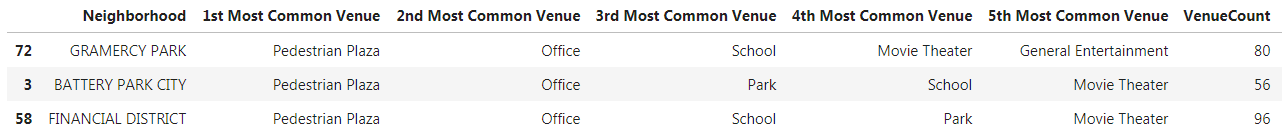 Neighborhood 1st Most Common Venue 2nd Most Common Venue 3rd Most Common Venue 4th Most Common Venue 5th Most Common Venue VenueCount
72 GRAMERCY PARK Pedestrian Plaza Office School Movie Theater General Entertainment 80
3 BATTERY PARK CITY Pedestrian Plaza Office Park School Movie Theater 56
58 FINANCIAL DISTRICT Pedestrian Plaza Office School Park Movie Theater 96